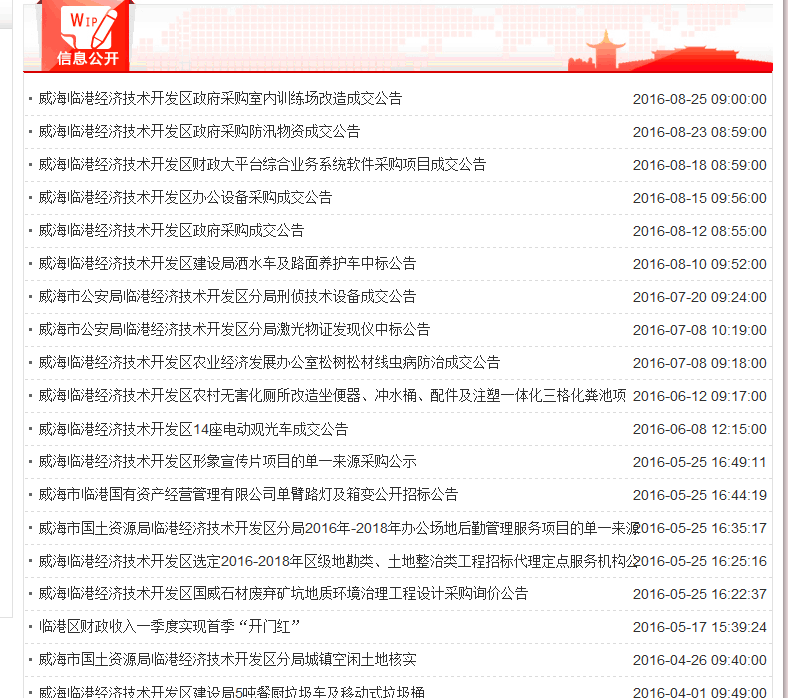 WIP
信息公开
·威海临港经济技术开发区政府采购室内训练场改造成交公告 2016-08-25 09:00:00
·威海临港经济技术开发区政府采购防汛物资成交公告 2016-08-23 08:59:00
·威海临港经济技术开发区财政大平台综合业务系统软件采购项目成交公告 2016-08-18 08:59:00
·威海临港经济技术开发区办公设备采购成交公告 2016-08-15 09:56:00
·威海临港经济技术开发区政府采购成交公告 2016-08-12 08:55:00
·威海临港经济技术开发区建设局洒水车及路面养护车中标公告 2016-08-10 09:52:00
·威海市公安局临港经济技术开发区分局刑侦技术设备成交公告 2016-07-20 09:24:00
·威海市公安局临港经济技术开发区分局激光物证发现仪中标公告 2016-07-08 10:19:00
·威海临港经济技术开发区农业经济发展办公室松树松材线虫病防治成交公告 2016-07-08 09:18:00
·威海临港经济技术开发区农村无害化厕所改造坐便器、冲水桶、配件及注塑一体化三格化粪池项 2016-06-12 09:17:00
·威海临港经济技术开发区14座电动观光车成交公告 2016-06-08 12:15:00
·威海临港经济技术开发区形象宣传片项目的单一来源采购公示 2016-05-25 16:49:11
·威海市临港国有资产经营管理有限公司单臂路灯及箱变公开招标公告 2016-05-25 16:44:19
·威海市国土资源局临港经济技术开发区分局2016年-2018年办公场地后勤管理服务项目的单一来源 2016-05-25 16:35:17
·威海临港经济技术开发区选定2016-2018年区级地勘类、土地整治类工程招标代理定点服务机构公 2016-05-25 16:25:16
·威海临港经济技术开发区国威石材废弃矿坑地质环境治理工程设计采购询价公告 2016-05-25 16:22:37
·临港区财政收入一季度实现首季“开门红” 2016-05-17 15:39:24
·威海市国土资源局临港经济技术开发区分局城镇空闲土地核实 2016-04-26 09:40:00
·威海临港经济技术开发区建设局5吨餐厨垃圾车及移动式垃圾桶 2016-04-01 09:49:00